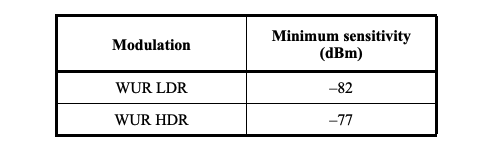 Modulation
Minimum sensitivity
(dBm)
WUR LDR
–82
WUR HDR
–77